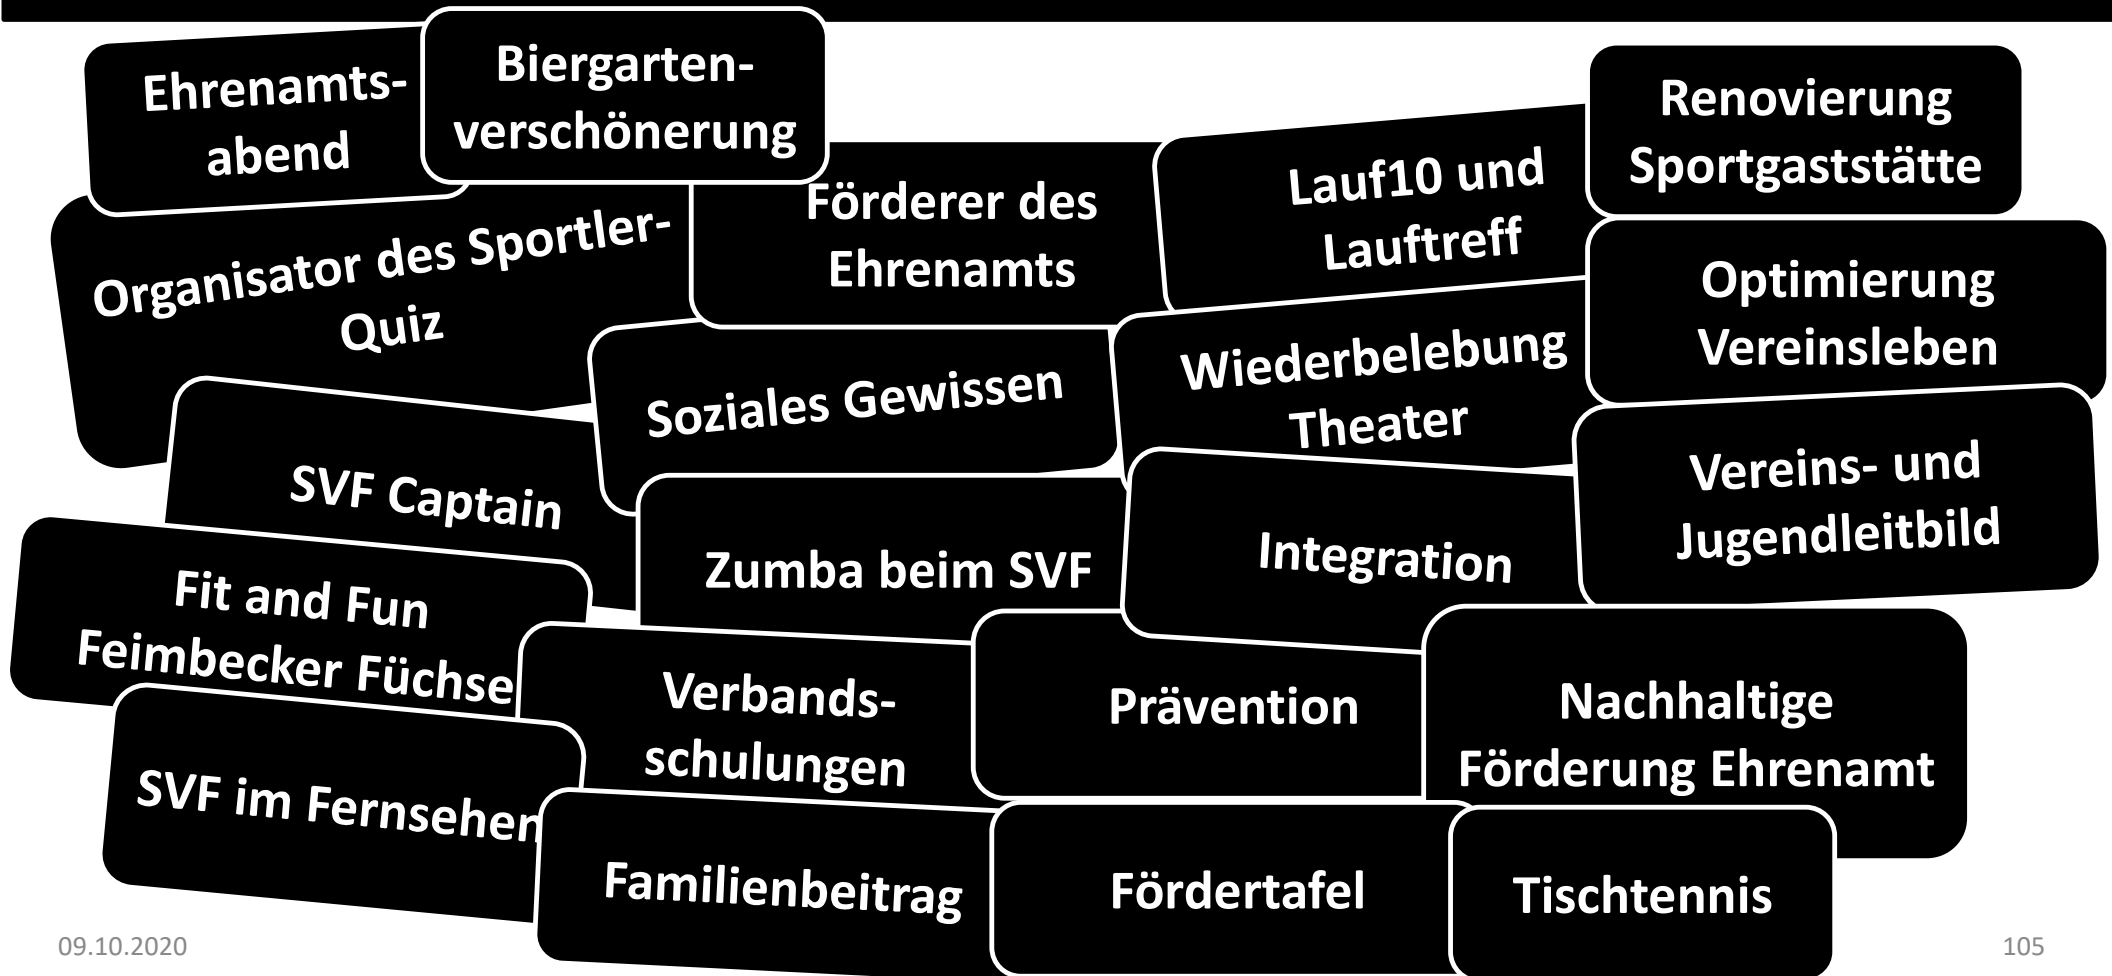 Ehrenamts-
abend
Biergarten-
verschönerung
Renovierung
Sportgaststätte
Organisator des Sportler-
Quiz
Förderer des
Ehrenamts
Lauf10 und
Lauftreff
Optimierung
Vereinsleben
Soziales Gewissen
Wiederbelebung
Theater
SVF Captain
Vereins- und
Jugendleitbild
Zumba beim SVF
Integration
Fit and Fun
Feimbecker Füchse
Verbands-
schulungen
Prävention
Nachhaltige
Förderung Ehrenamt
SVF im Fernsehen
Familienbeitrag
Fördertafel
Tischtennis
09.10.2020
105